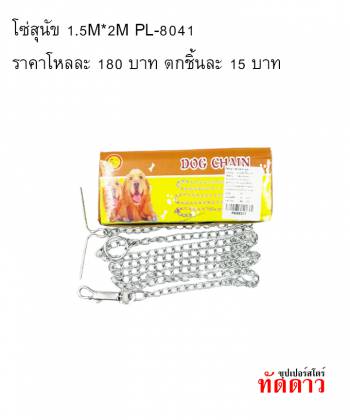 โซ่สุนัข 1.5M*2M PL-8041
ราคาโหลละ 180 บาท ตกชิ้นละ 15 บาท
DOG CHAIN
ซุปเปอร์สโตร์
ทัดดาว